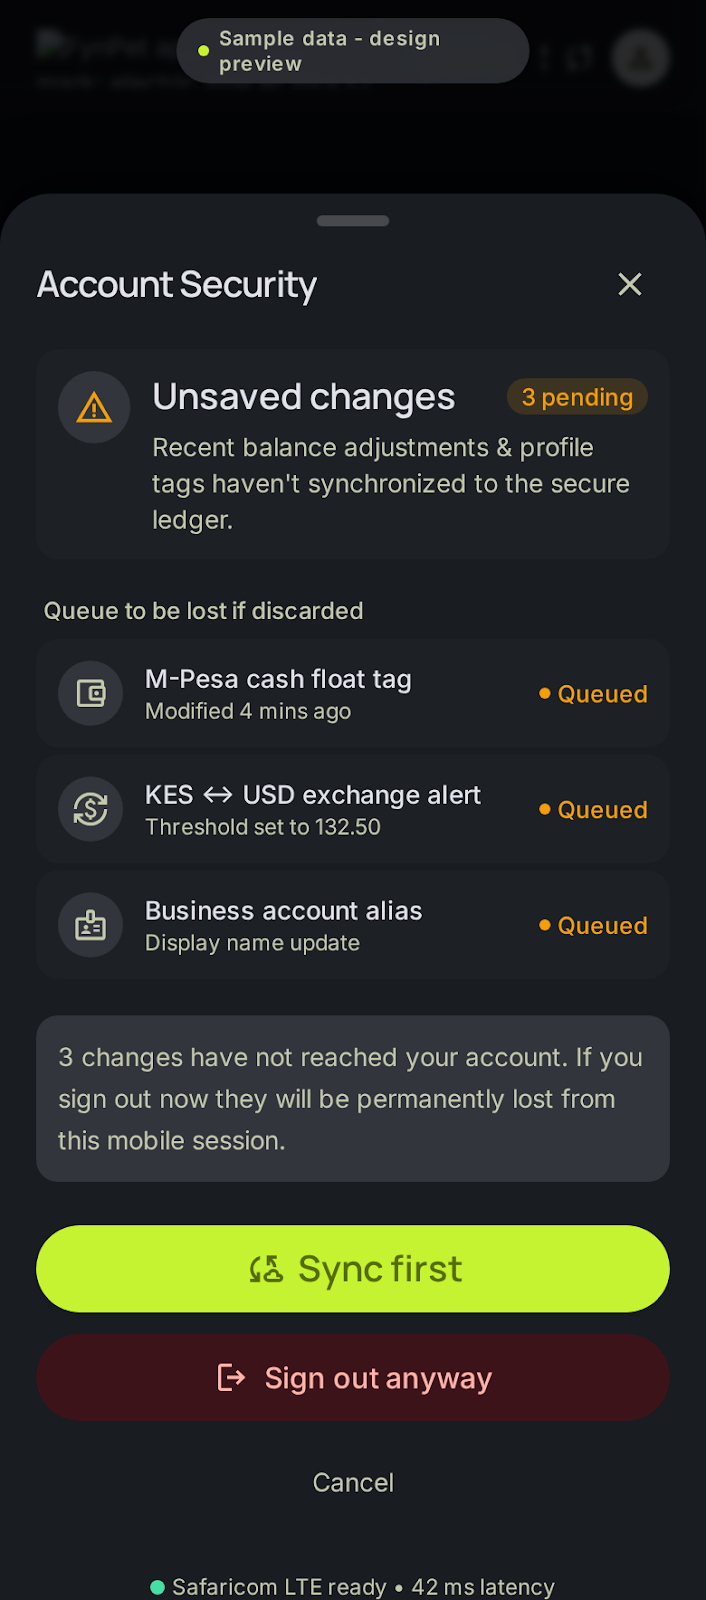 Sample data - design
preview
Account Security
Unsaved changes
3 pending
Recent balance adjustments & profile
tags haven't synchronized to the secure
ledger.
Queue to be lost if discarded
M-Pesa cash float tag
Modified 4 mins ago
Queued
KES ↔ USD exchange alert
Threshold set to 132.50
Queued
Business account alias
Display name update
Queued
3 changes have not reached your account. If you
sign out now they will be permanently lost from
this mobile session.
Sync first
Sign out anyway
Cancel
Safaricom LTE ready • 42 ms latency